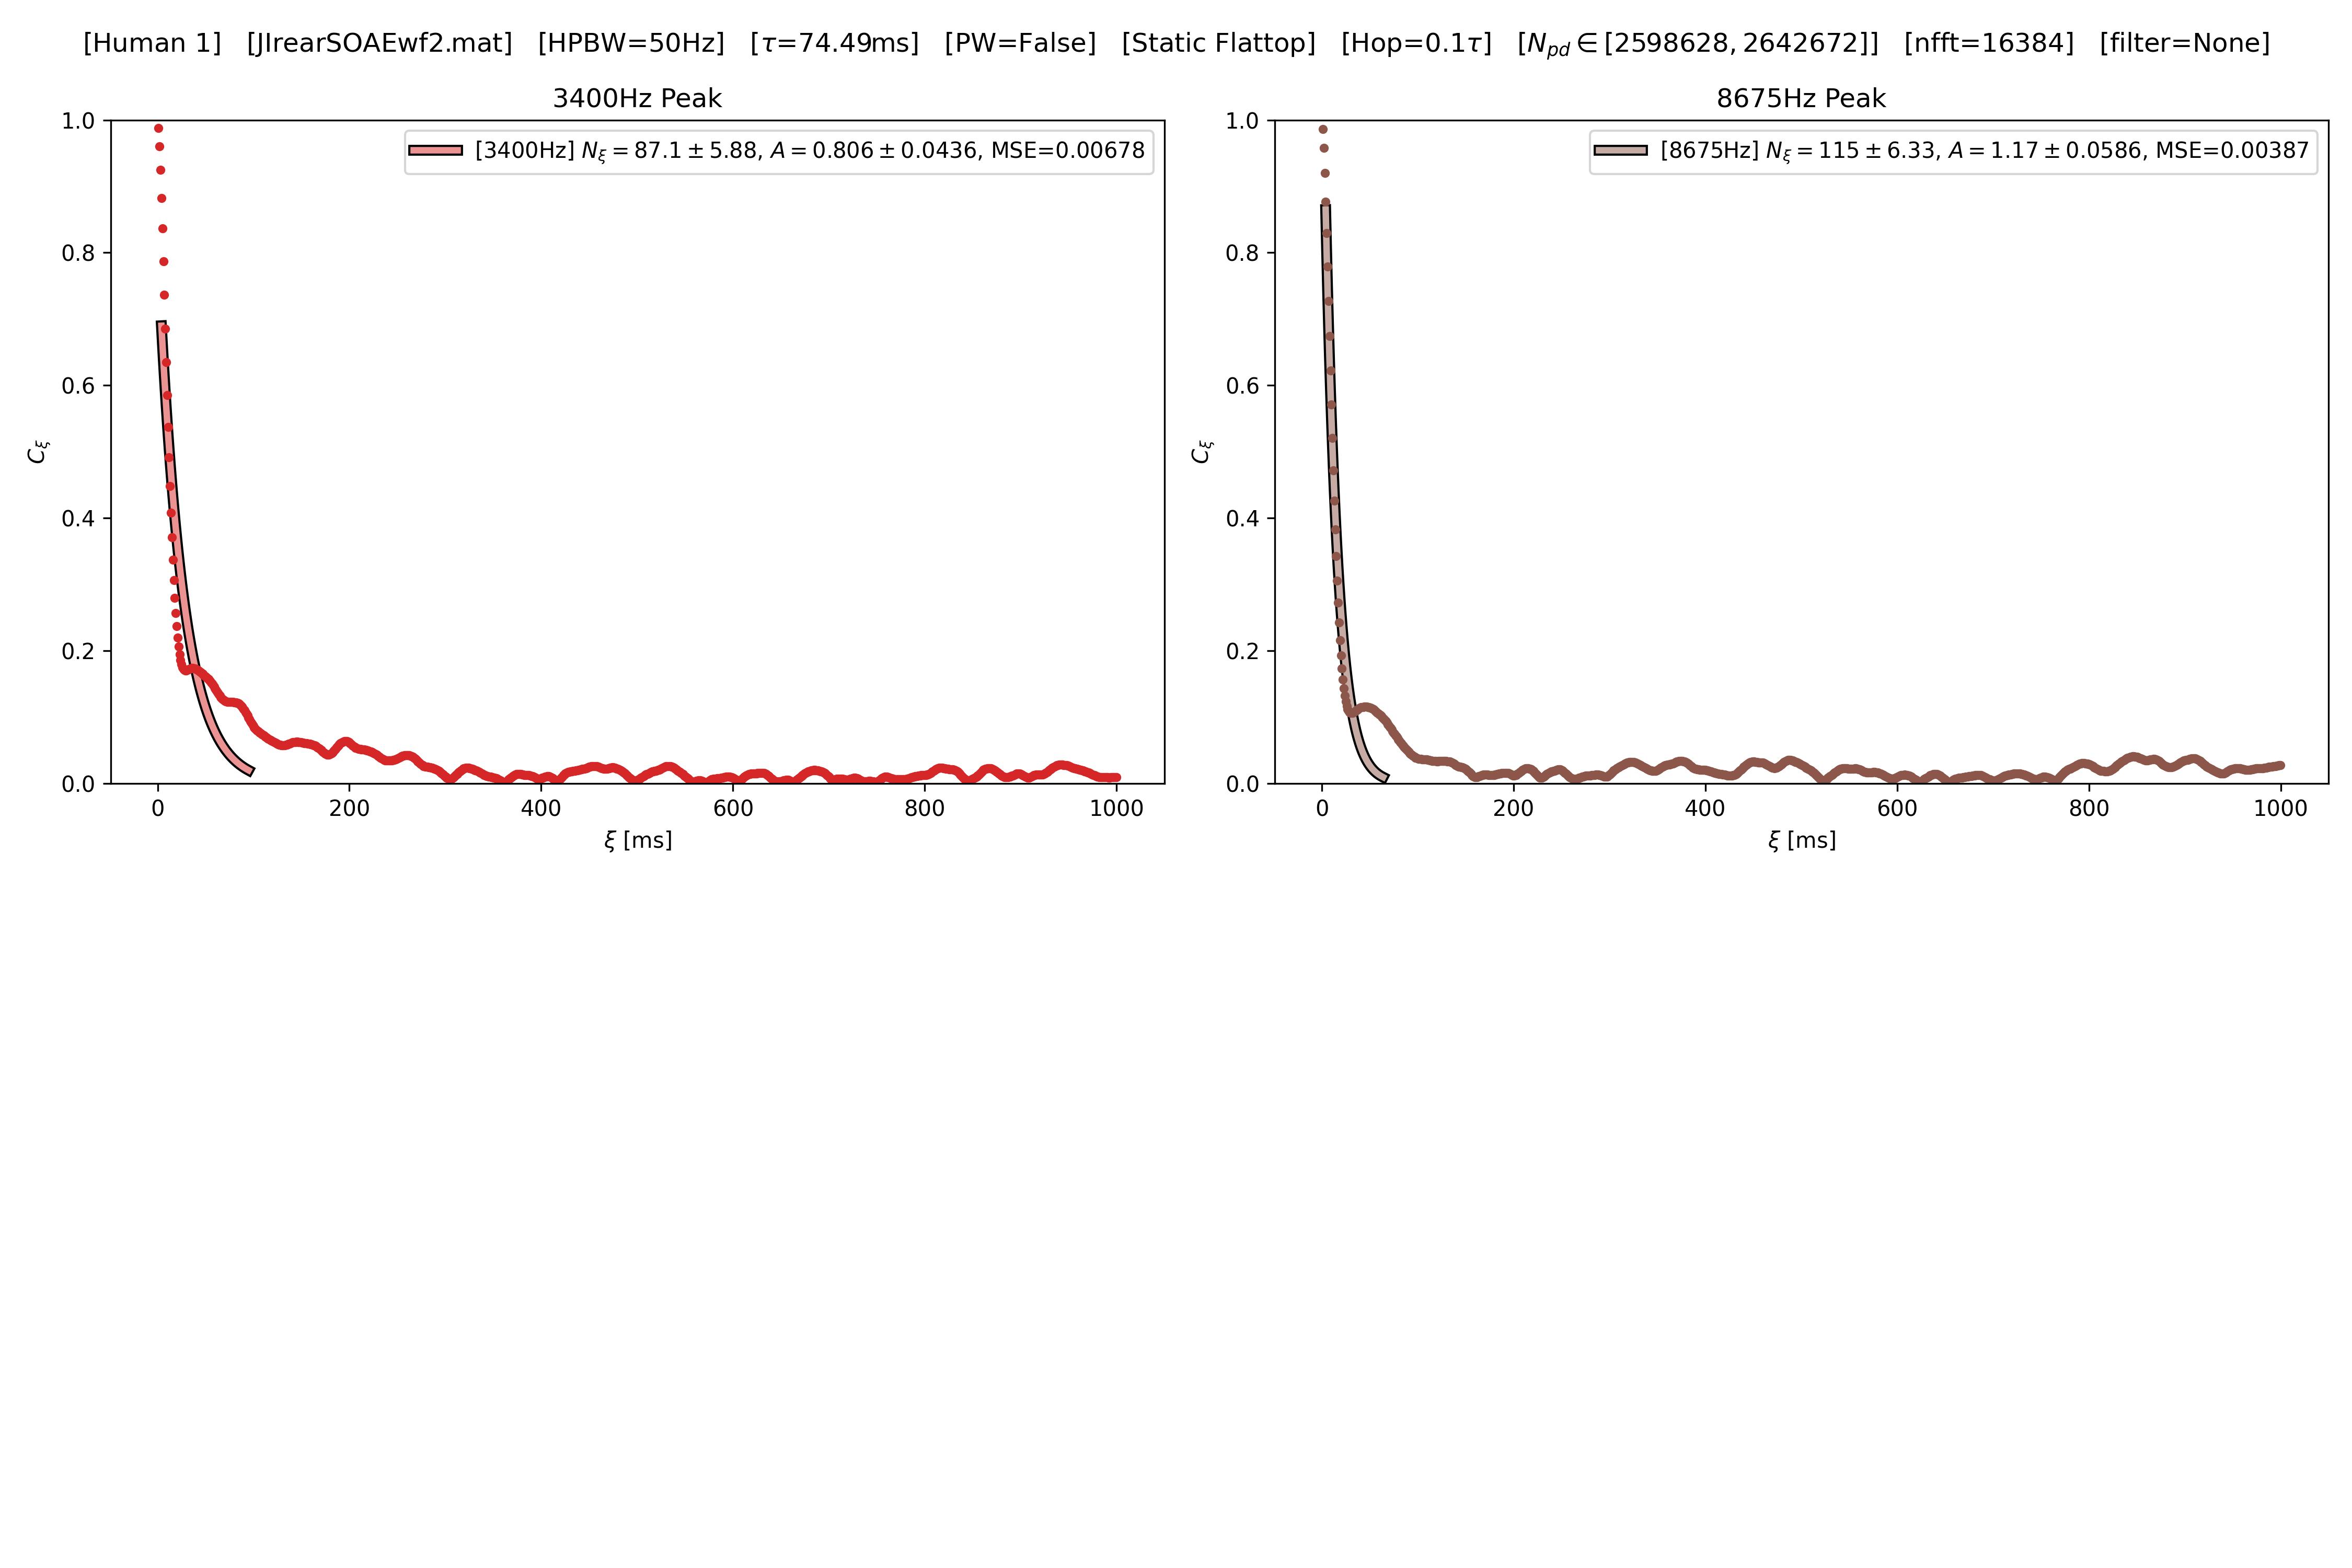 [Human 1] [JIrearSOAEwf2.mat] [HPBW=50Hz] [τ=74.49ms] [PW=False] [Static Flattop] [Hop=0.1τ] [N_pd ∈ [2598628, 2642672]] [nfft=16384] [filter=None]
3400Hz Peak
[3400Hz] N_ξ = 87.1 ± 5.88, A = 0.806 ± 0.0436, MSE=0.00678
1.0
0.8
0.6
0.4
0.2
0.0
C_ξ
0 200 400 600 800 1000
ξ [ms]
8675Hz Peak
[8675Hz] N_ξ = 115 ± 6.33, A = 1.17 ± 0.0586, MSE=0.00387
1.0
0.8
0.6
0.4
0.2
0.0
C_ξ
0 200 400 600 800 1000
ξ [ms]